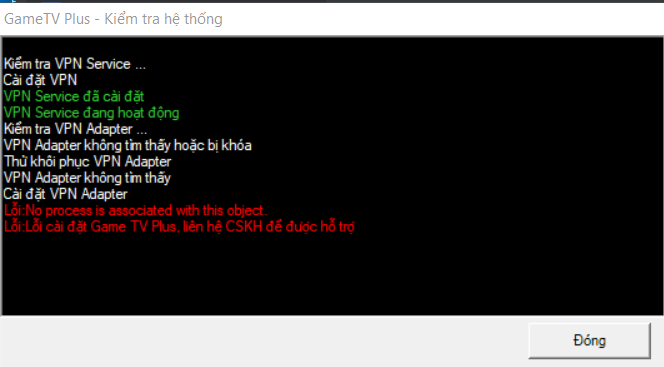 GameTV Plus - Kiểm tra hệ thống
Kiểm tra VPN Service ...
Cài đặt VPN
VPN Service đã cài đặt
VPN Service đang hoạt động
Kiểm tra VPN Adapter ...
VPN Adapter không tìm thấy hoặc bị khóa
Thử khôi phục VPN Adapter
VPN Adapter không tìm thấy
Cài đặt VPN Adapter
Lỗi:No process is associated with this object.
Lỗi:Lỗi cài đặt Game TV Plus, liên hệ CSKH để được hỗ trợ
Đóng